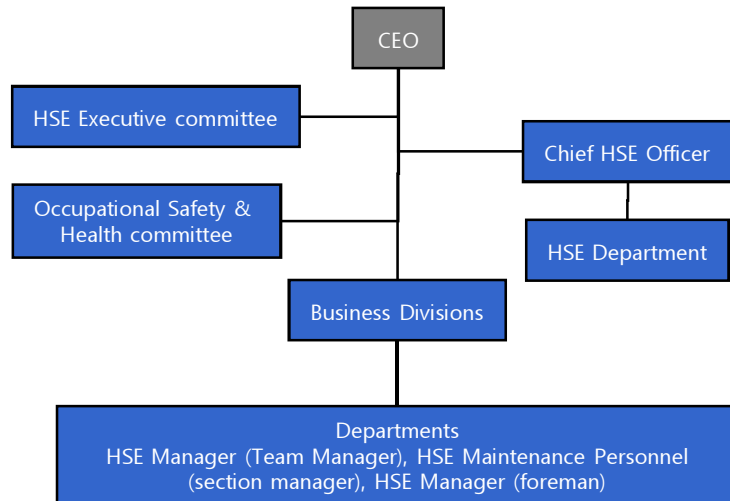 CEO
HSE Executive committee
Chief HSE Officer
Occupational Safety &
Health committee
HSE Department
Business Divisions
Departments
HSE Manager (Team Manager), HSE Maintenance Personnel
(section manager), HSE Manager (foreman)